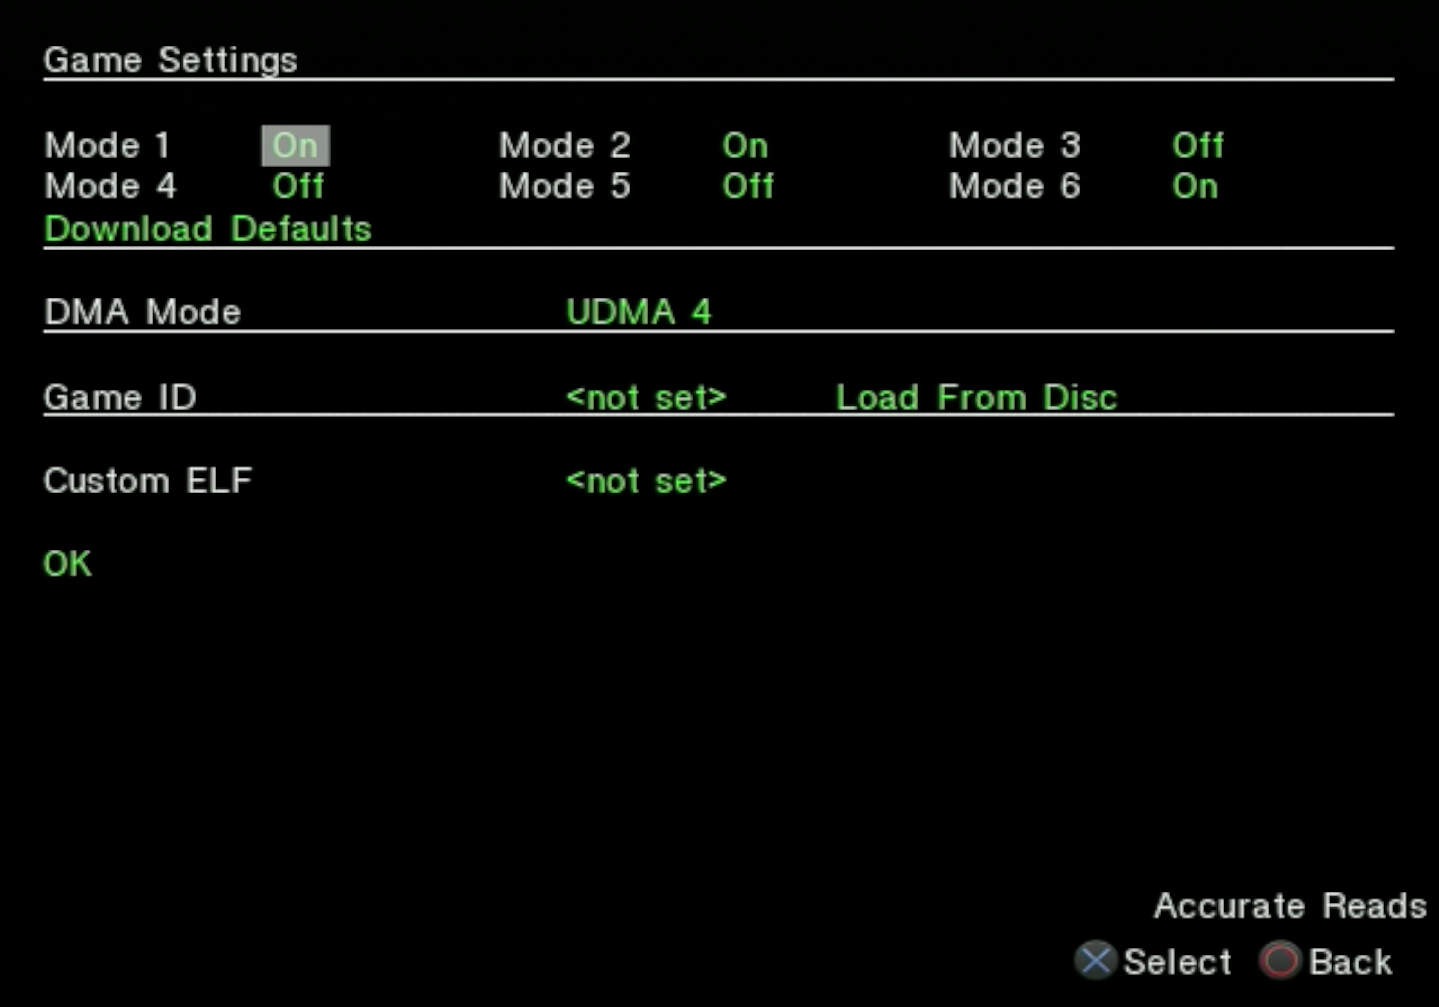 Game Settings
Mode 1 On Mode 2 On Mode 3 Off
Mode 4 Off Mode 5 Off Mode 6 On
Download Defaults
DMA Mode UDMA 4
Game ID <not set> Load From Disc
Custom ELF <not set>
OK
Accurate Reads
Select Back